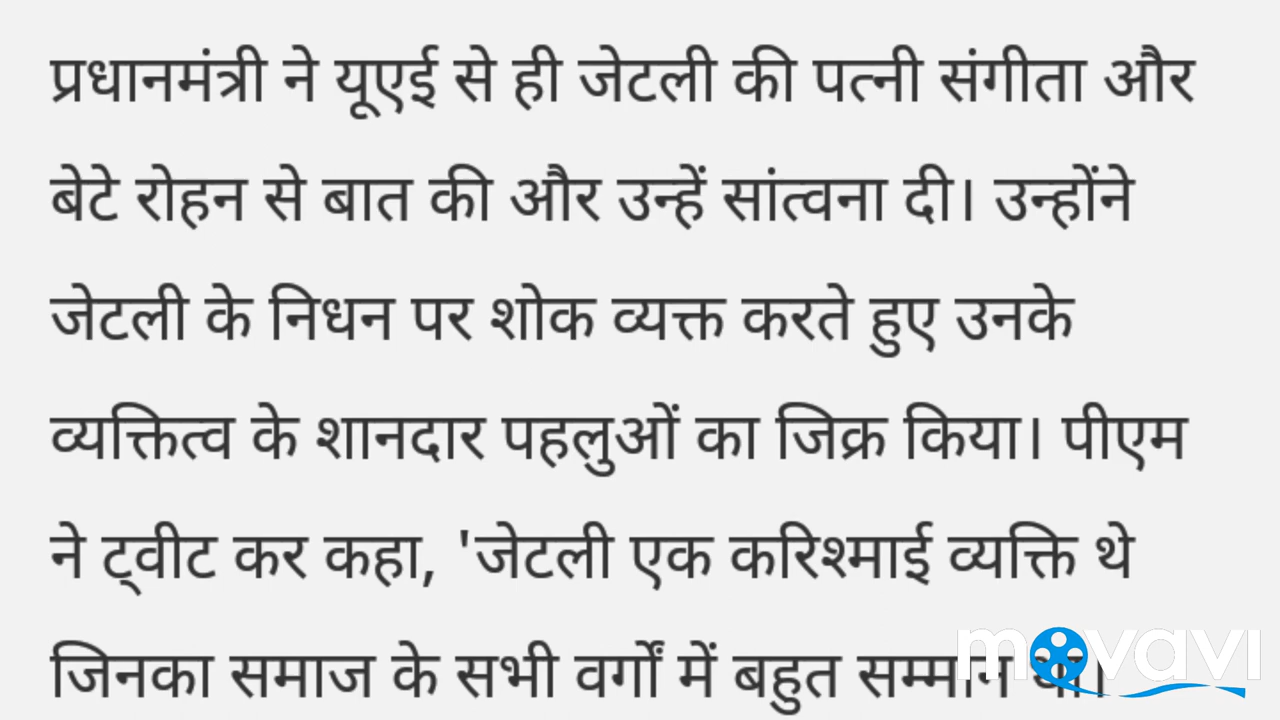 प्रधानमंत्री ने यूएई से ही जेटली की पत्नी संगीता और
बेटे रोहन से बात की और उन्हें सांत्वना दी। उन्होंने
जेटली के निधन पर शोक व्यक्त करते हुए उनके
व्यक्तित्व के शानदार पहलुओं का जिक्र किया। पीएम
ने ट्वीट कर कहा, 'जेटली एक करिश्माई व्यक्ति थे
जिनका समाज के सभी वर्गों में बहुत सम्मान था।
movavi